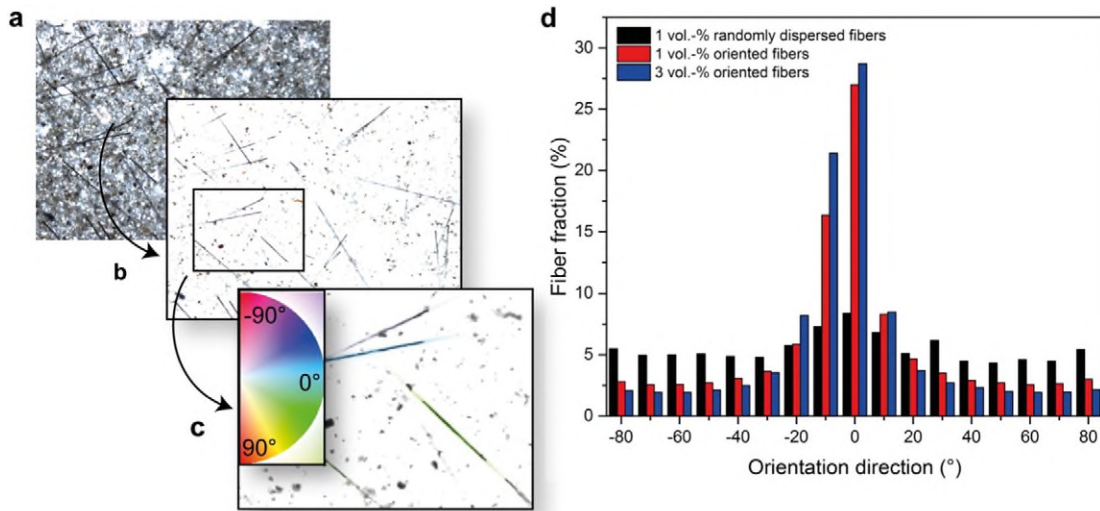 a
b
c
-90°
0°
90°
d
1 vol.-% randomly dispersed fibers
1 vol.-% oriented fibers
3 vol.-% oriented fibers
Fiber fraction (%)
30
25
20
15
10
5
0
-80 -60 -40 -20 0 20 40 60 80
Orientation direction (°)